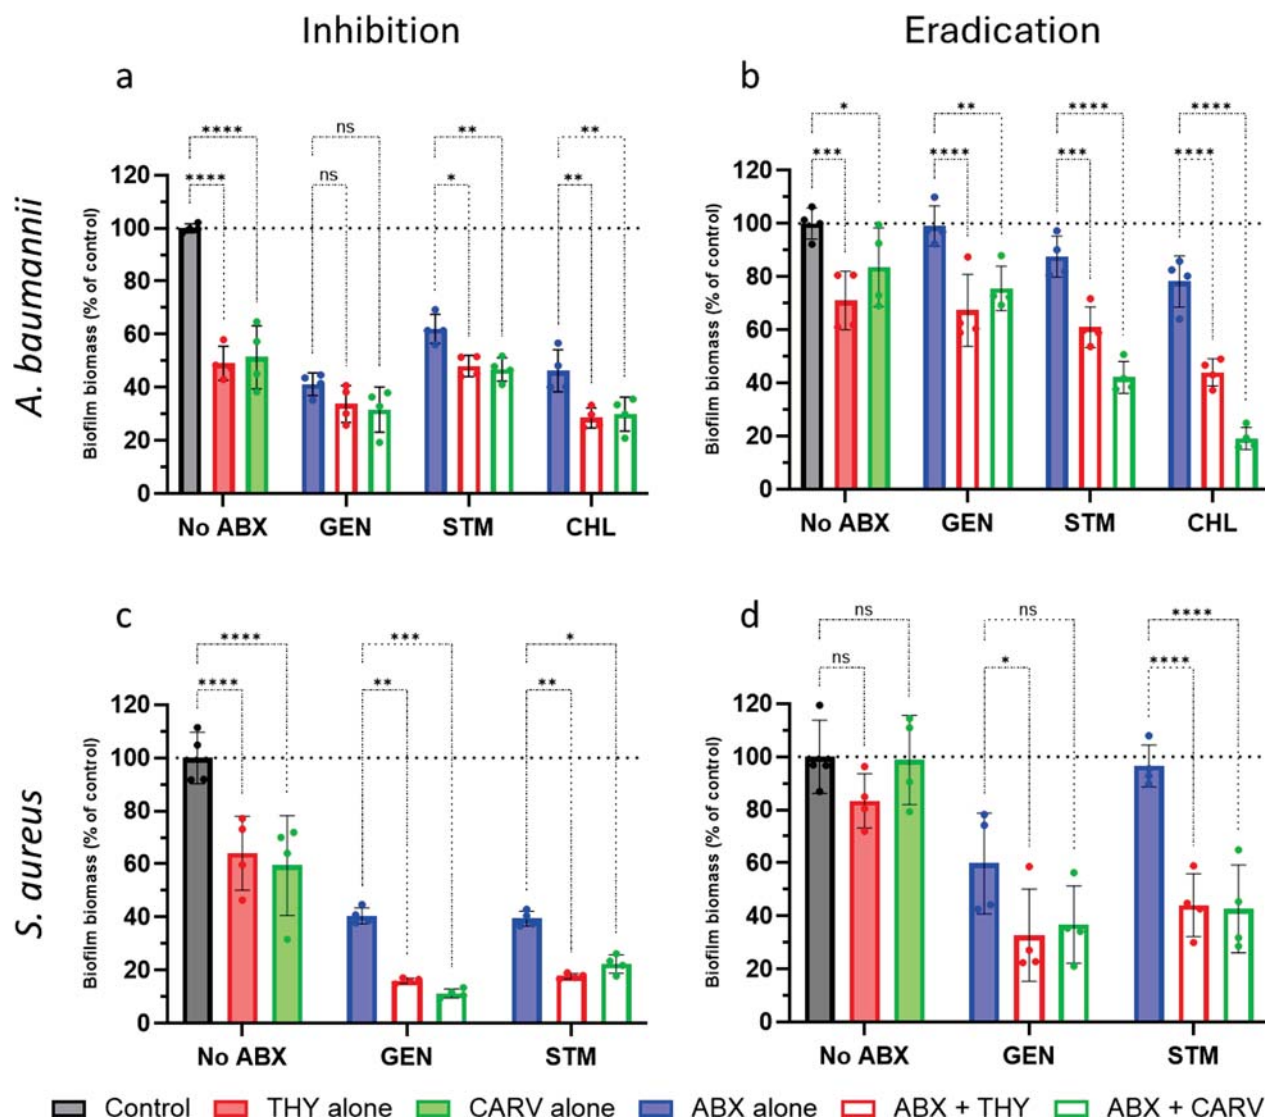 Inhibition Eradication
a
b
A. baumannii
**** ns ** **
**** ns * **
Biofilm biomass (% of control)
120
100
80
60
40
20
0
No ABX GEN STM CHL
* ** **** ****
*** **** *** ****
Biofilm biomass (% of control)
120
100
80
60
40
20
0
No ABX GEN STM CHL
c
d
S. aureus
**** *** *
**** ** **
Biofilm biomass (% of control)
120
100
80
60
40
20
0
No ABX GEN STM
ns ns ****
ns * ****
Biofilm biomass (% of control)
120
100
80
60
40
20
0
No ABX GEN STM
Control THY alone CARV alone ABX alone ABX + THY ABX + CARV